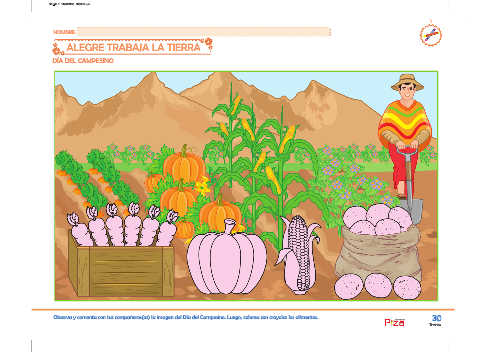 NOMBRE:
ALEGRE TRABAJA LA TIERRA
DÍA DEL CAMPESINO
Observa y comenta con tus compañeros(as) la imagen del Día del Campesino. Luego, colorea con crayolas los alimentos.
30
Treinta